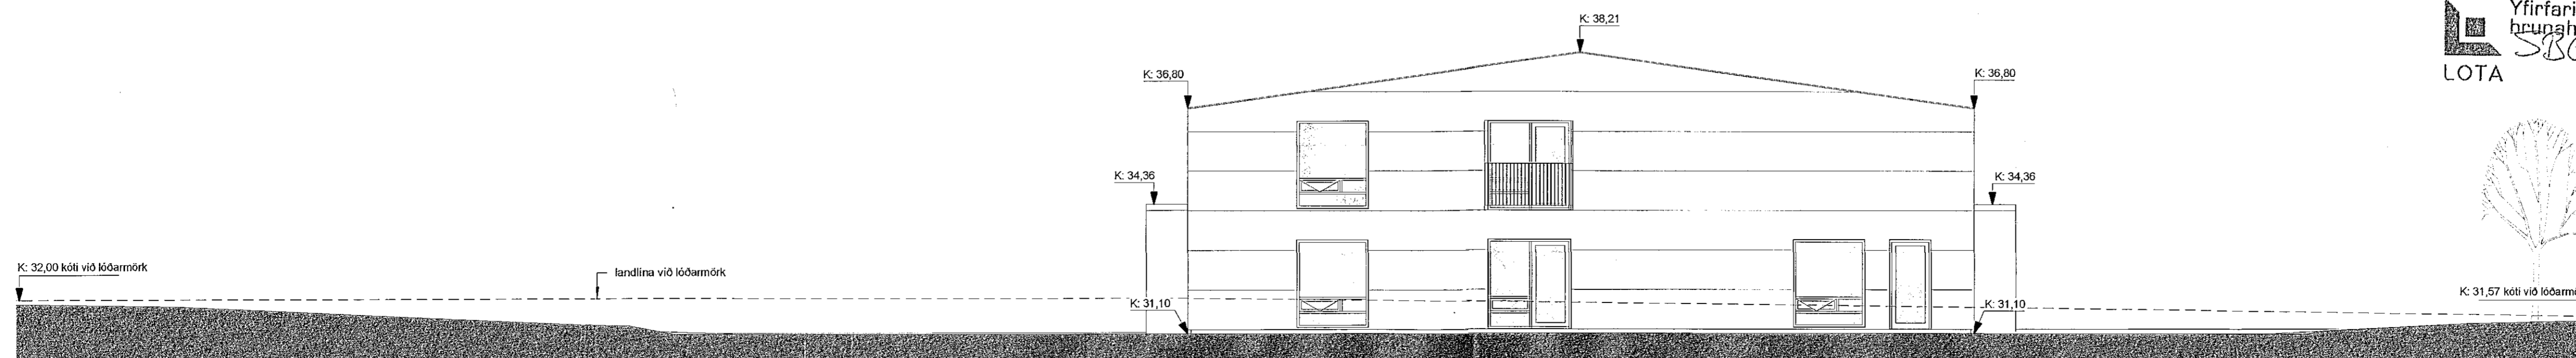 K: 38,21
Yfirfari
brunah
LOTA
K: 36,80
K: 36,80
K: 34,36
K: 34,36
K: 32,00 kóti við lóðarmörk
landlína við lóðarmörk
K: 31,10
K: 31,10
K: 31,57 kóti við lóðarm